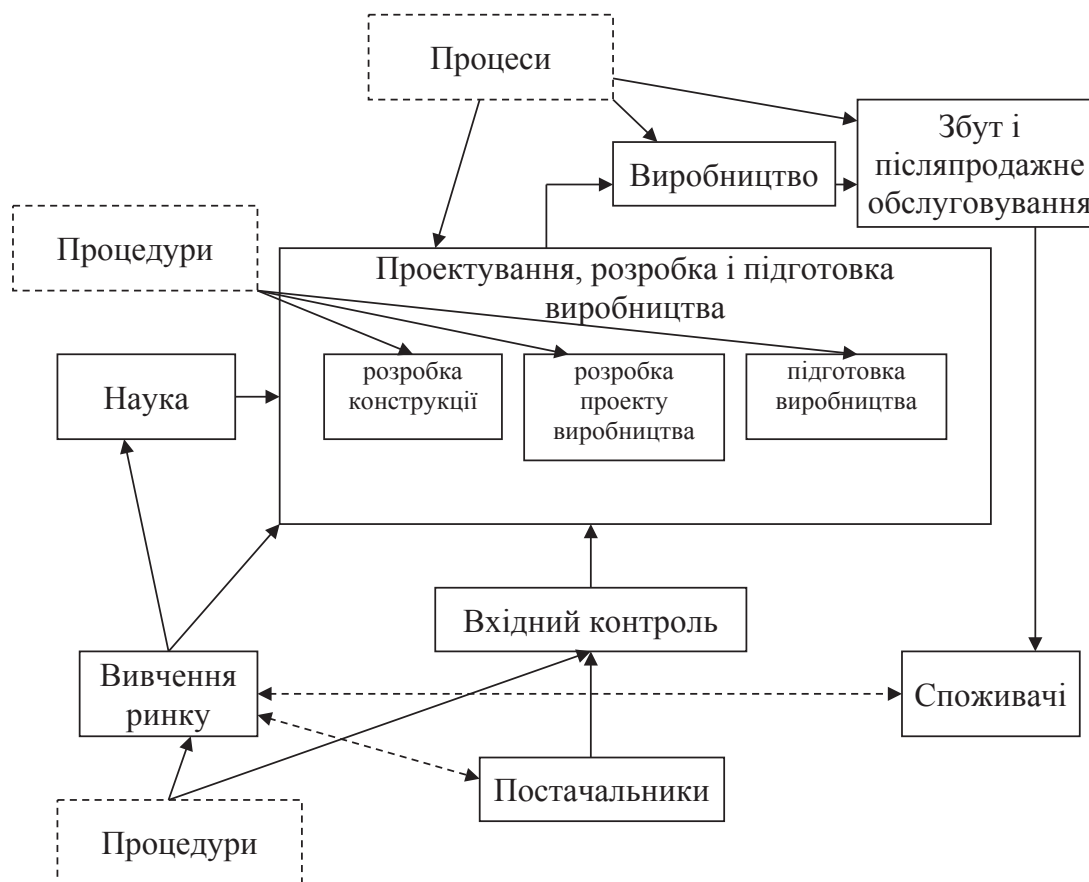 Процеси
Збут і
післяпродажне
обслуговування
Виробництво
Процедури
Проектування, розробка і підготовка
виробництва
розробка
конструкції
розробка
проекту
виробництва
підготовка
виробництва
Наука
Вхідний контроль
Вивчення
ринку
Споживачі
Постачальники
Процедури